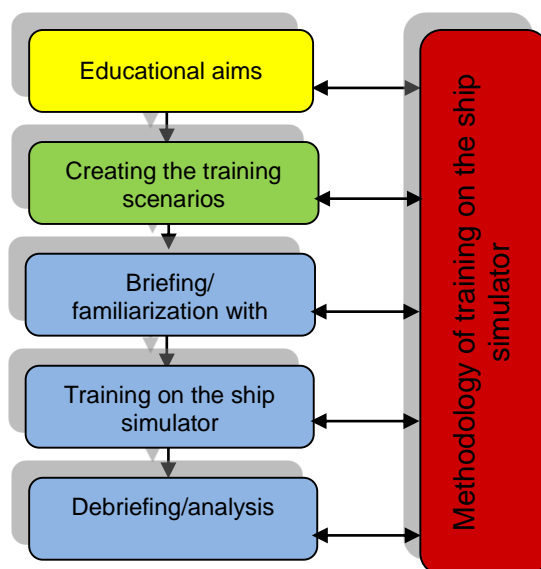 Educational aims
Creating the training
scenarios
Briefing/
familiarization with
Training on the ship
simulator
Debriefing/analysis
Methodology of training on the ship
simulator